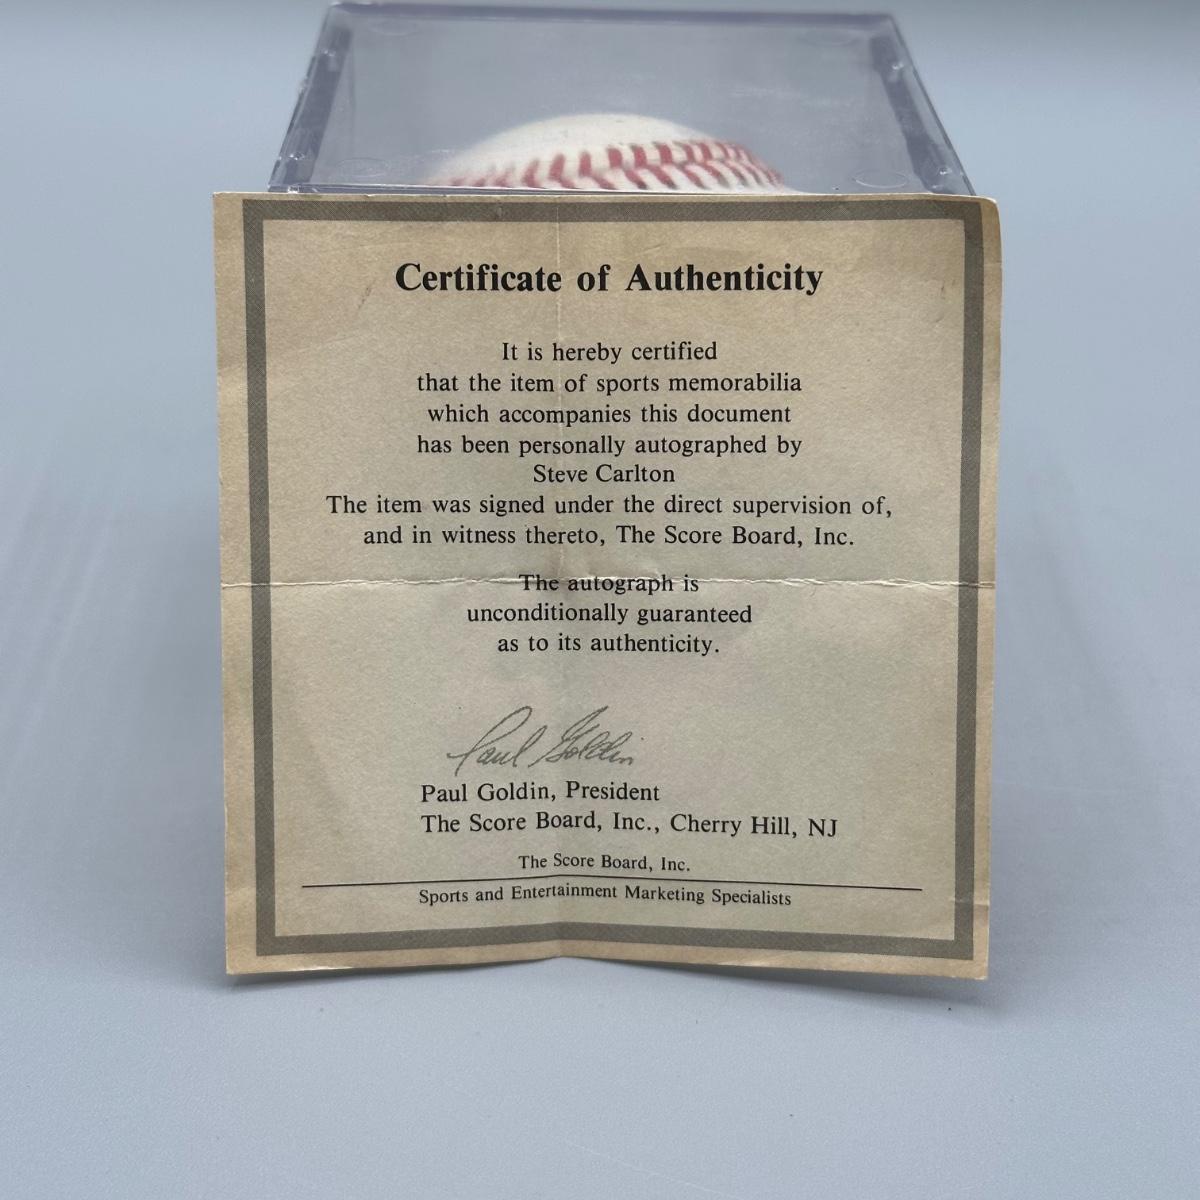 Certificate of Authenticity
It is hereby certified
that the item of sports memorabilia
which accompanies this document
has been personally autographed by
Steve Carlton
The item was signed under the direct supervision of,
and in witness thereto, The Score Board, Inc.
The autograph is
unconditionally guaranteed
as to its authenticity.
Paul Goldin
Paul Goldin, President
The Score Board, Inc., Cherry Hill, NJ
The Score Board, Inc.
Sports and Entertainment Marketing Specialists